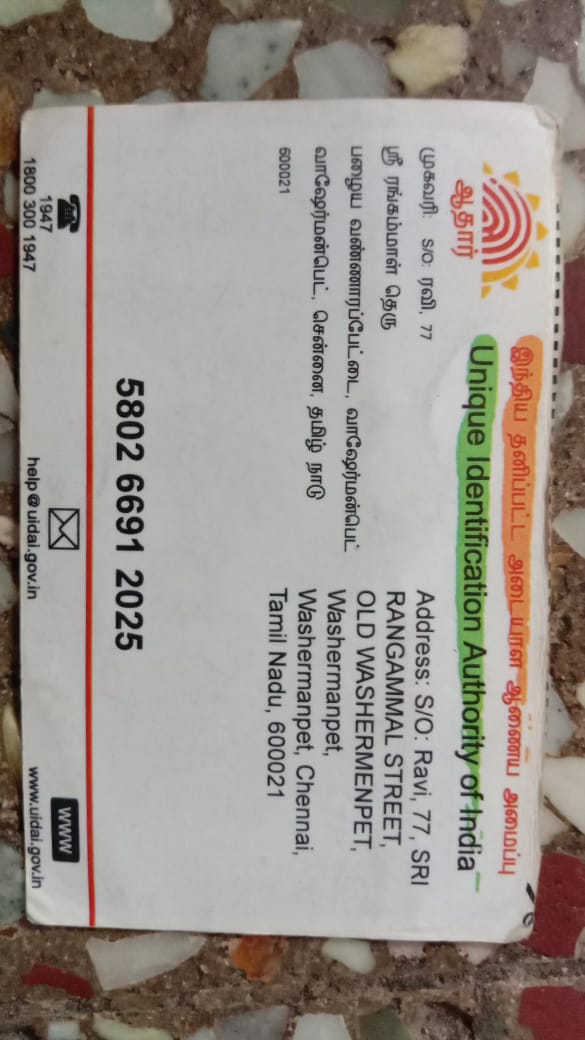 இந்திய தனிப்பட்ட அடையாள ஆணைய அமைப்பு
Unique Identification Authority of India
ஆதார்
முகவரி: S/O: ரவி, 77
ஸ்ரீ ரங்கம்மாள் தெரு
பழைய வண்ணாரப்பேட்டை, வாஷேர்மன்பெட்
வாஷேர்மன்பெட், சென்னை, தமிழ் நாடு
600021
Address: S/O: Ravi, 77, SRI
RANGAMMAL STREET,
OLD WASHERMENPET,
Washermanpet,
Washermanpet, Chennai,
Tamil Nadu, 600021
5802 6691 2025
1947
1800 300 1947
help@uidai.gov.in
www
www.uidai.gov.in